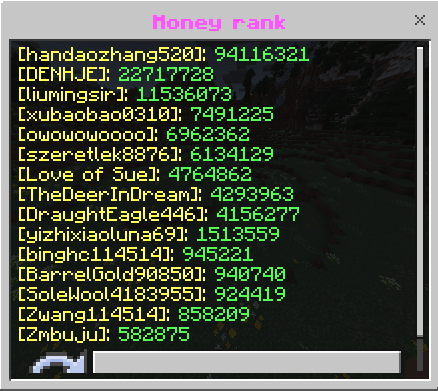 Money rank
[handaozhang520]: 94116321
[DENHJE]: 22717728
[liumingsir]: 11536073
[xubaobao0310]: 7491225
[owowowoooo]: 6962362
[szeretlek8876]: 6134129
[Love of Sue]: 4764862
[TheDeerInDream]: 4293963
[DraughtEagle446]: 4156277
[yizhixiaoluna69]: 1513559
[binghc114514]: 945221
[BarrelGold90850]: 940740
[SoleWool4183955]: 924419
[Zwang114514]: 858209
[Zmbuju]: 582875